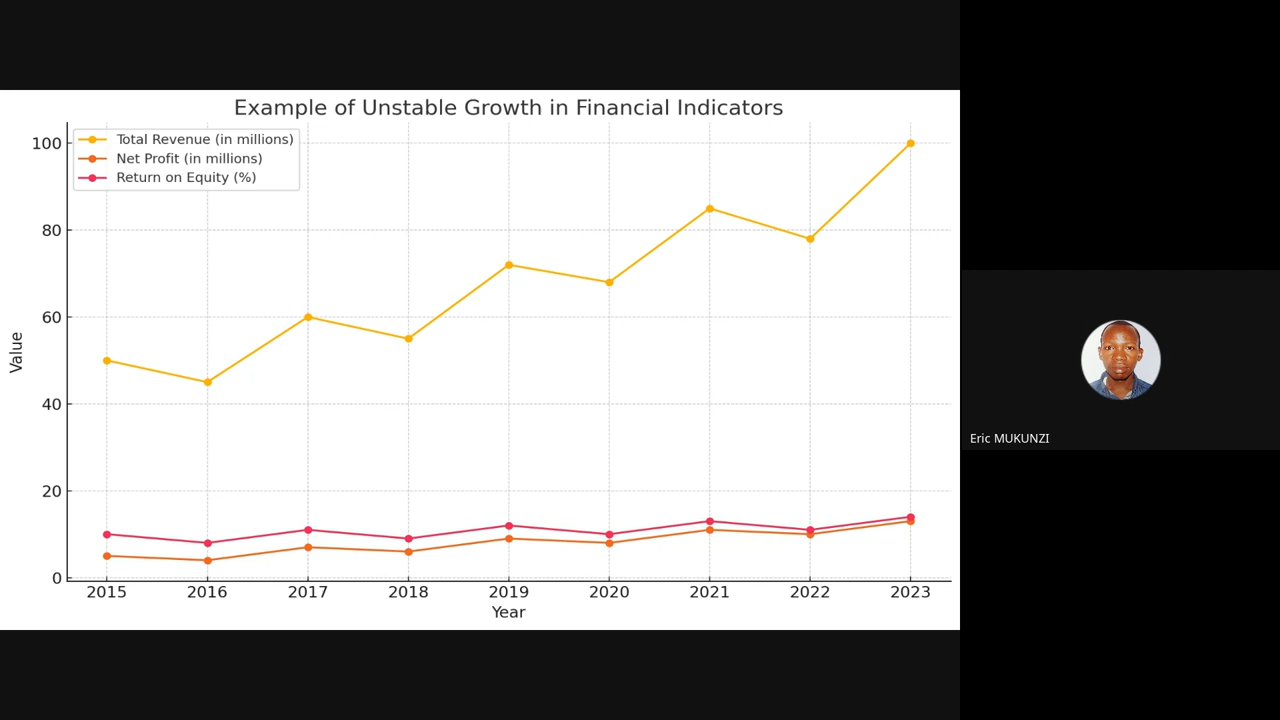 Example of Unstable Growth in Financial Indicators
Total Revenue (in millions)
Net Profit (in millions)
Return on Equity (%)
100
80
60
40
20
0
Value
2015 2016 2017 2018 2019 2020 2021 2022 2023
Year
Eric MUKUNZI